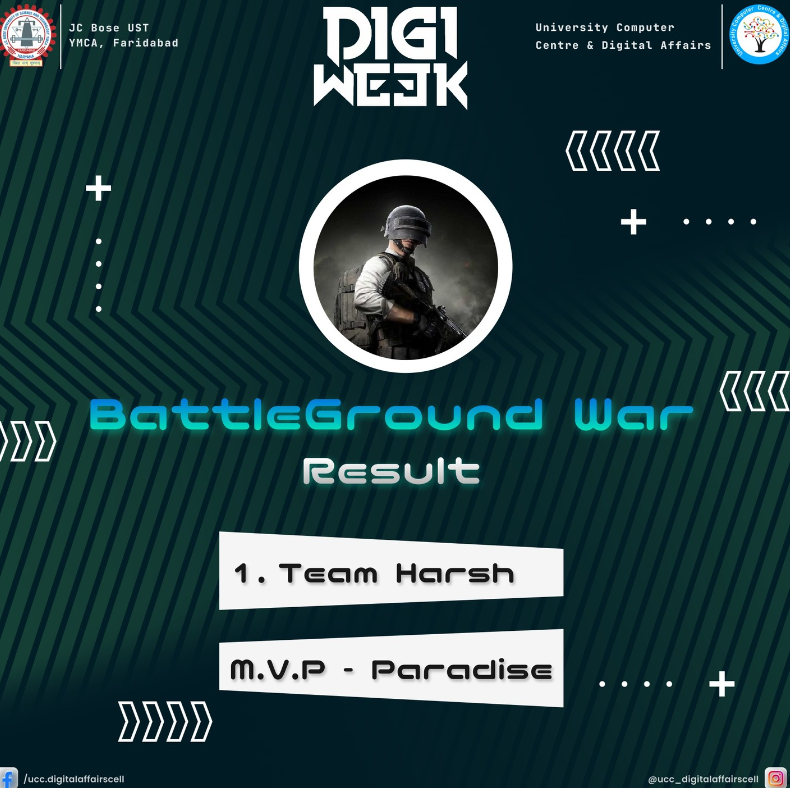 JC Bose UST
YMCA, Faridabad
DIGI
WEEK
University Computer
Centre & Digital Affairs
BattleGround War
Result
1. Team Harsh
M.V.P - Paradise
/ucc.digitalaffairscell
@ucc_digitalaffairscell